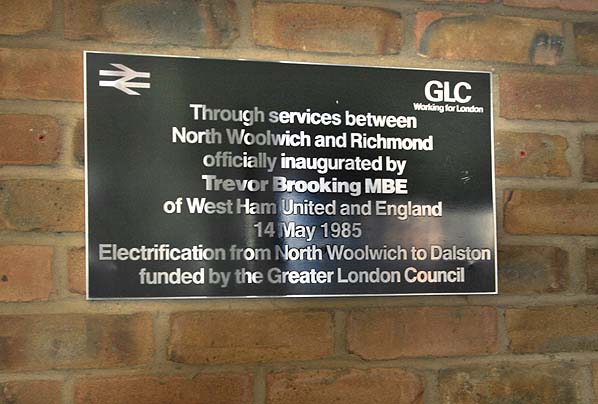 GLC
Working for London
Through services between
North Woolwich and Richmond
officially inaugurated by
Trevor Brooking MBE
of West Ham United and England
14 May 1985
Electrification from North Woolwich to Dalston
funded by the Greater London Council